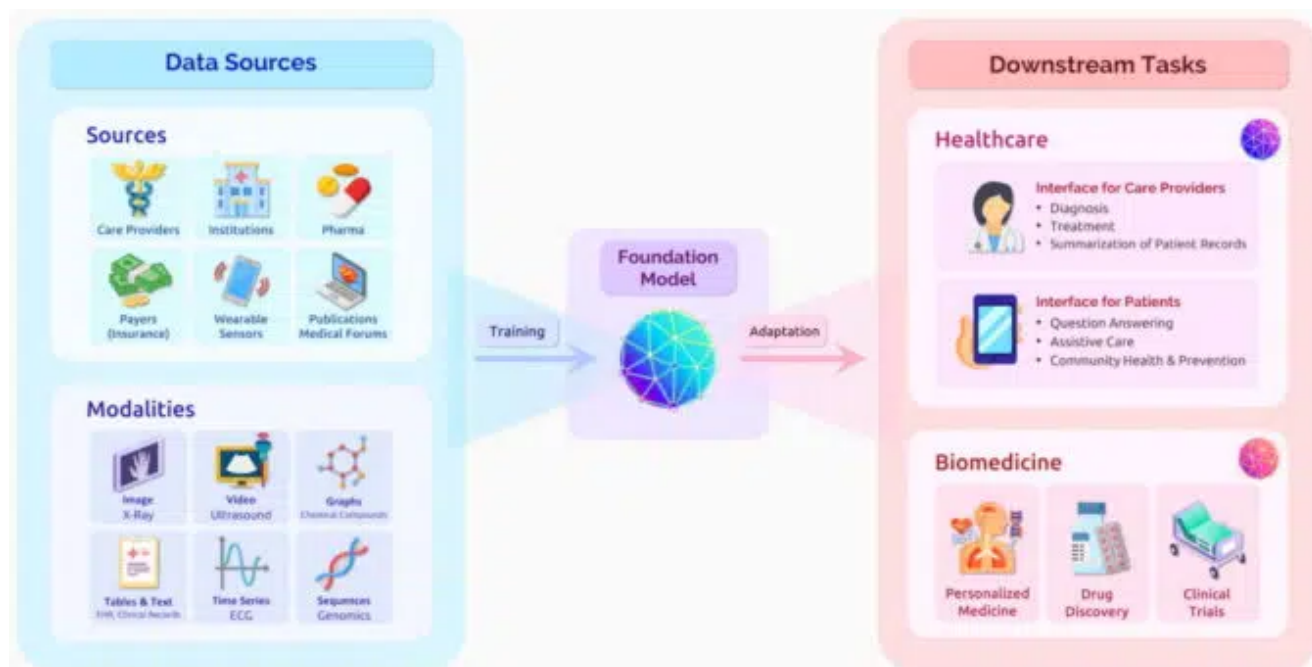 Data Sources
Sources
Care Providers
Institutions
Pharma
Payers
(Insurance)
Wearable
Sensors
Publications
Medical Forums
Modalities
Image
X-Ray
Video
Ultrasound
Graphs
Chemical Compounds
Tables & Text
EHR, Clinical Records
Time Series
ECG
Sequences
Genomics
Training
Foundation
Model
Adaptation
Downstream Tasks
Healthcare
Interface for Care Providers
• Diagnosis
• Treatment
• Summarization of Patient Records
Interface for Patients
• Question Answering
• Assistive Care
• Community Health & Prevention
Biomedicine
Personalized
Medicine
Drug
Discovery
Clinical
Trials